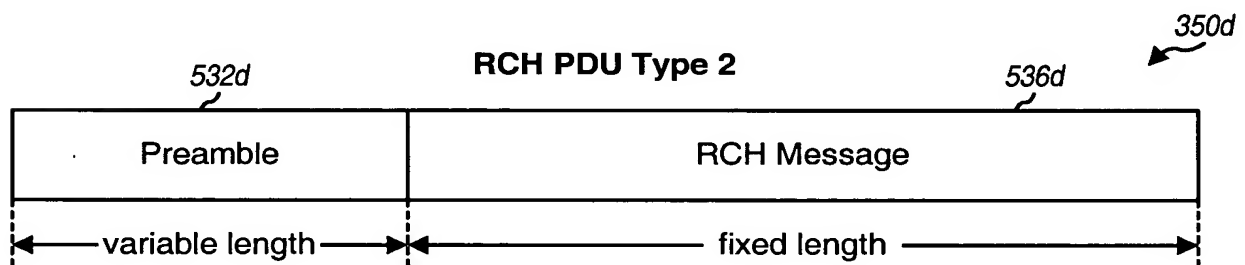 350d
RCH PDU Type 2
532d
536d
Preamble
RCH Message
variable length
fixed length